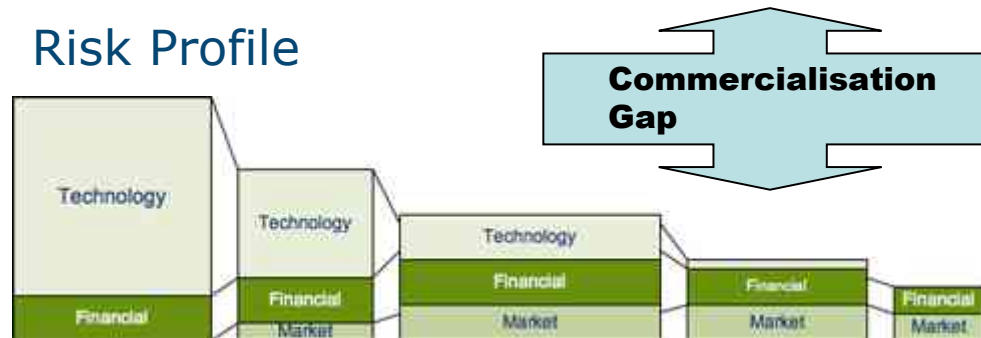 Risk Profile
Commercialisation
Gap
Technology
Technology
Technology
Financial
Financial
Financial
Financial
Financial
Market
Market
Market
Market